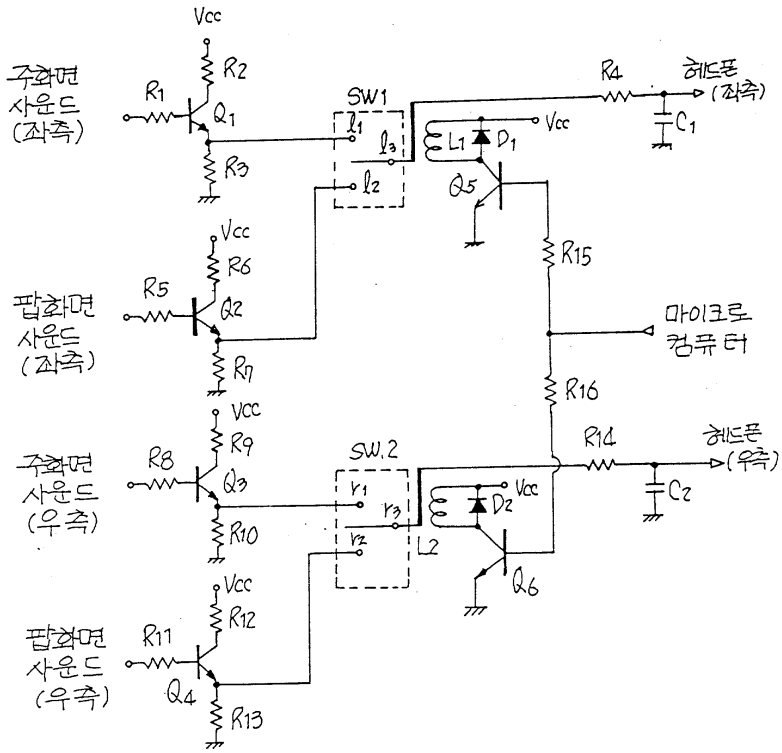 Vcc
주화면
사운드
(좌측)
R1
R2
Q1
R3
SW1
l1
l3
l2
R4
헤드폰
(좌측)
C1
L1
D1
Vcc
Q5
R15
Vcc
팝화면
사운드
(좌측)
R5
R6
Q2
R7
마이크로
컴퓨터
R16
Vcc
주화면
사운드
(우측)
R8
R9
Q3
R10
SW.2
r1
r3
r2
R14
헤드폰
(우측)
C2
L2
D2
Vcc
Q6
Vcc
팝화면
사운드
(우측)
R11
R12
Q4
R13